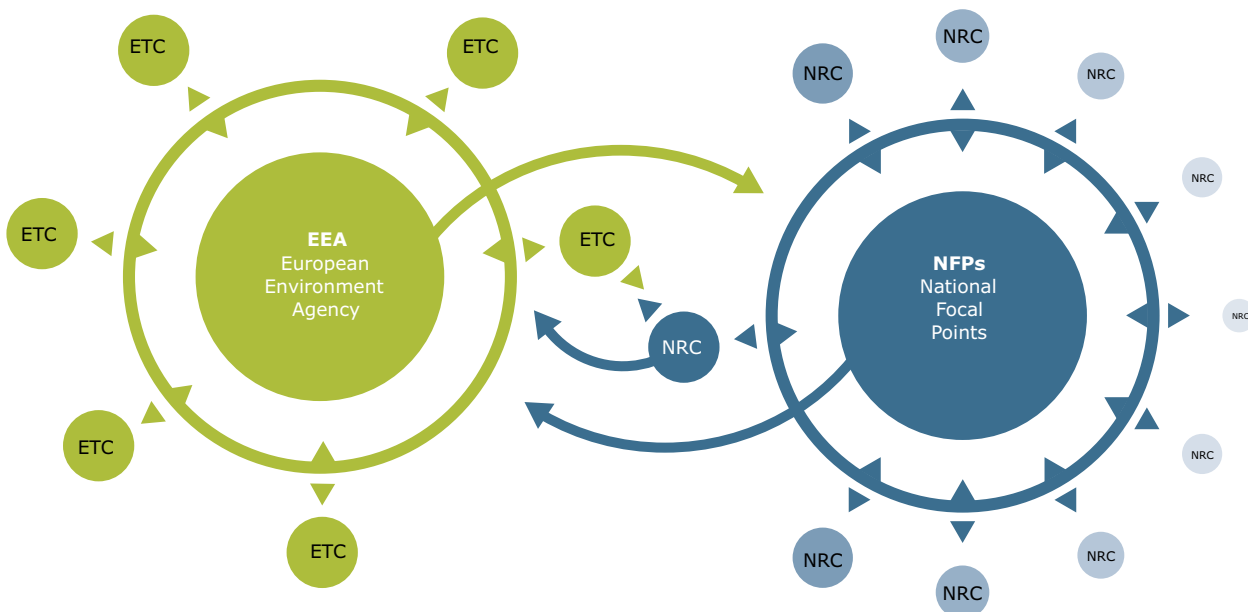 ETC
ETC
ETC
ETC
ETC
ETC
ETC
EEA
European
Environment
Agency
NRC
NRC
NRC
NRC
NRC
NRC
NRC
NRC
NRC
NRC
NFPs
National
Focal
Points